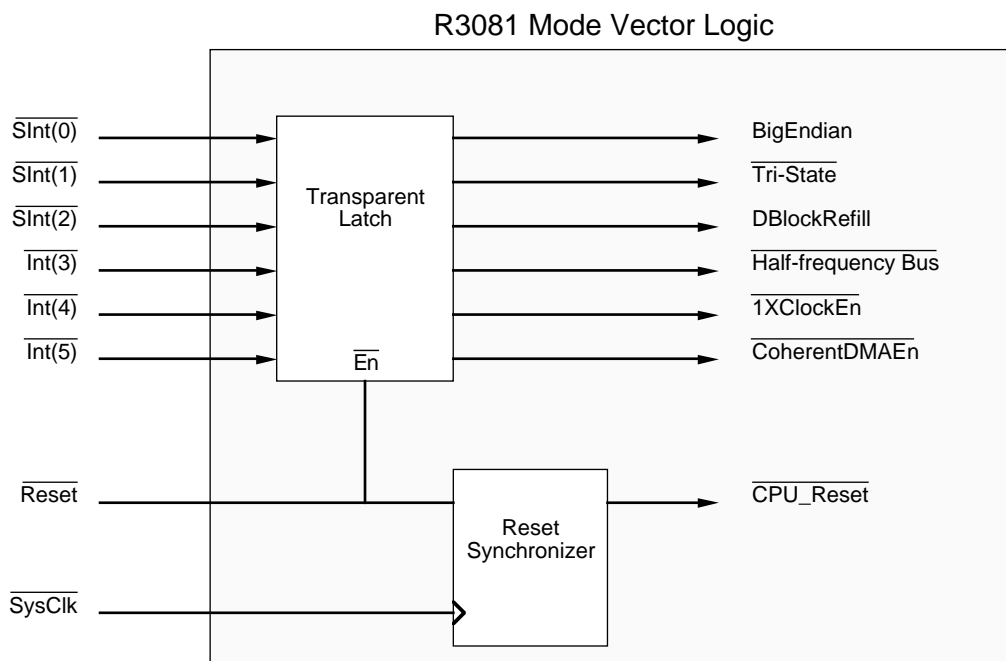 R3081 Mode Vector Logic
SInt(0)
BigEndian
SInt(1)
Tri-State
SInt(2)
DBlockRefill
Int(3)
Half-frequency Bus
Int(4)
1XClockEn
Int(5)
CoherentDMAEn
Transparent
Latch
En
Reset
CPU_Reset
Reset
Synchronizer
SysClk